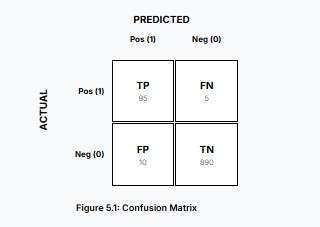 PREDICTED
Pos (1) Neg (0)
ACTUAL
Pos (1)
TP
95
FN
5
Neg (0)
FP
10
TN
890
Figure 5.1: Confusion Matrix